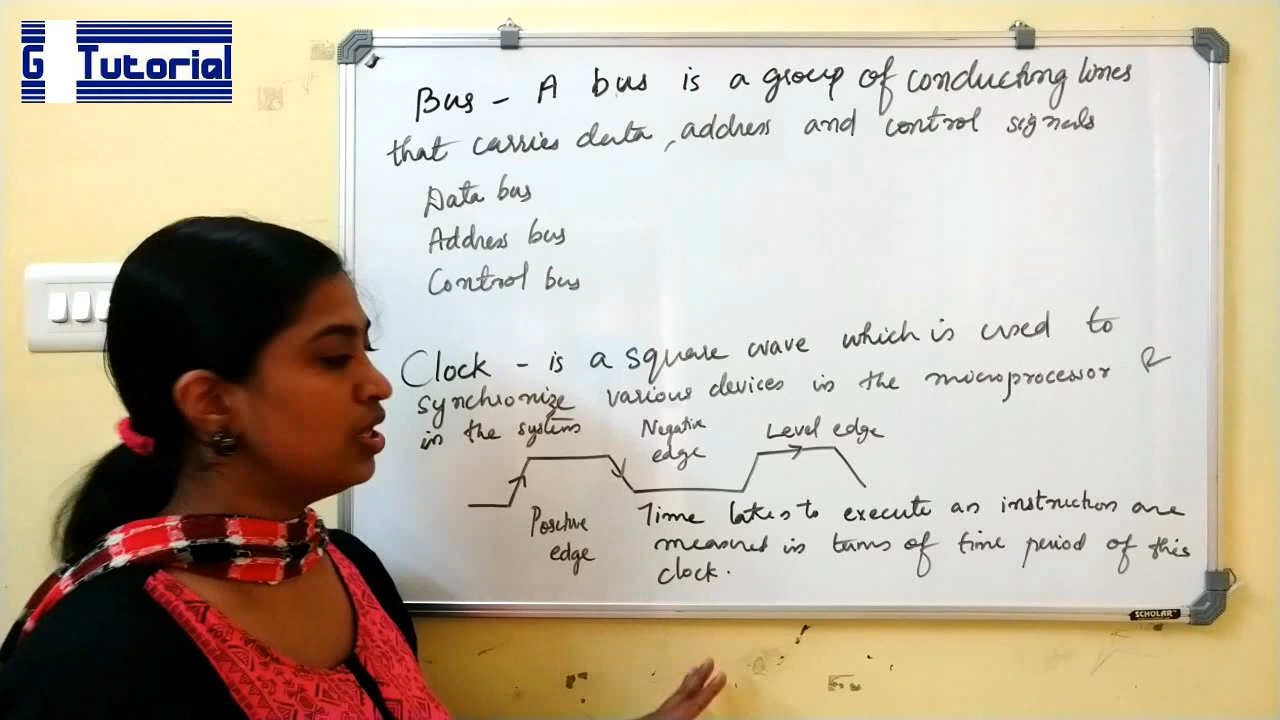 G Tutorial
Bus - A bus is a group of conducting lines
that carries data, address and control signals
Data bus
Address bus
Control bus
Clock - is a square wave which is used to
synchronize various devices in the microprocessor &
in the system
Negative
edge
Level edge
Positive
edge
Time takes to execute an instruction are
measured in terms of time period of this
clock.
SCHOLAR